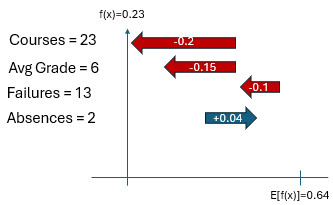 f(x)=0.23
Courses = 23
-0.2
Avg Grade = 6
-0.15
Failures = 13
-0.1
Absences = 2
+0.04
E[f(x)]=0.64